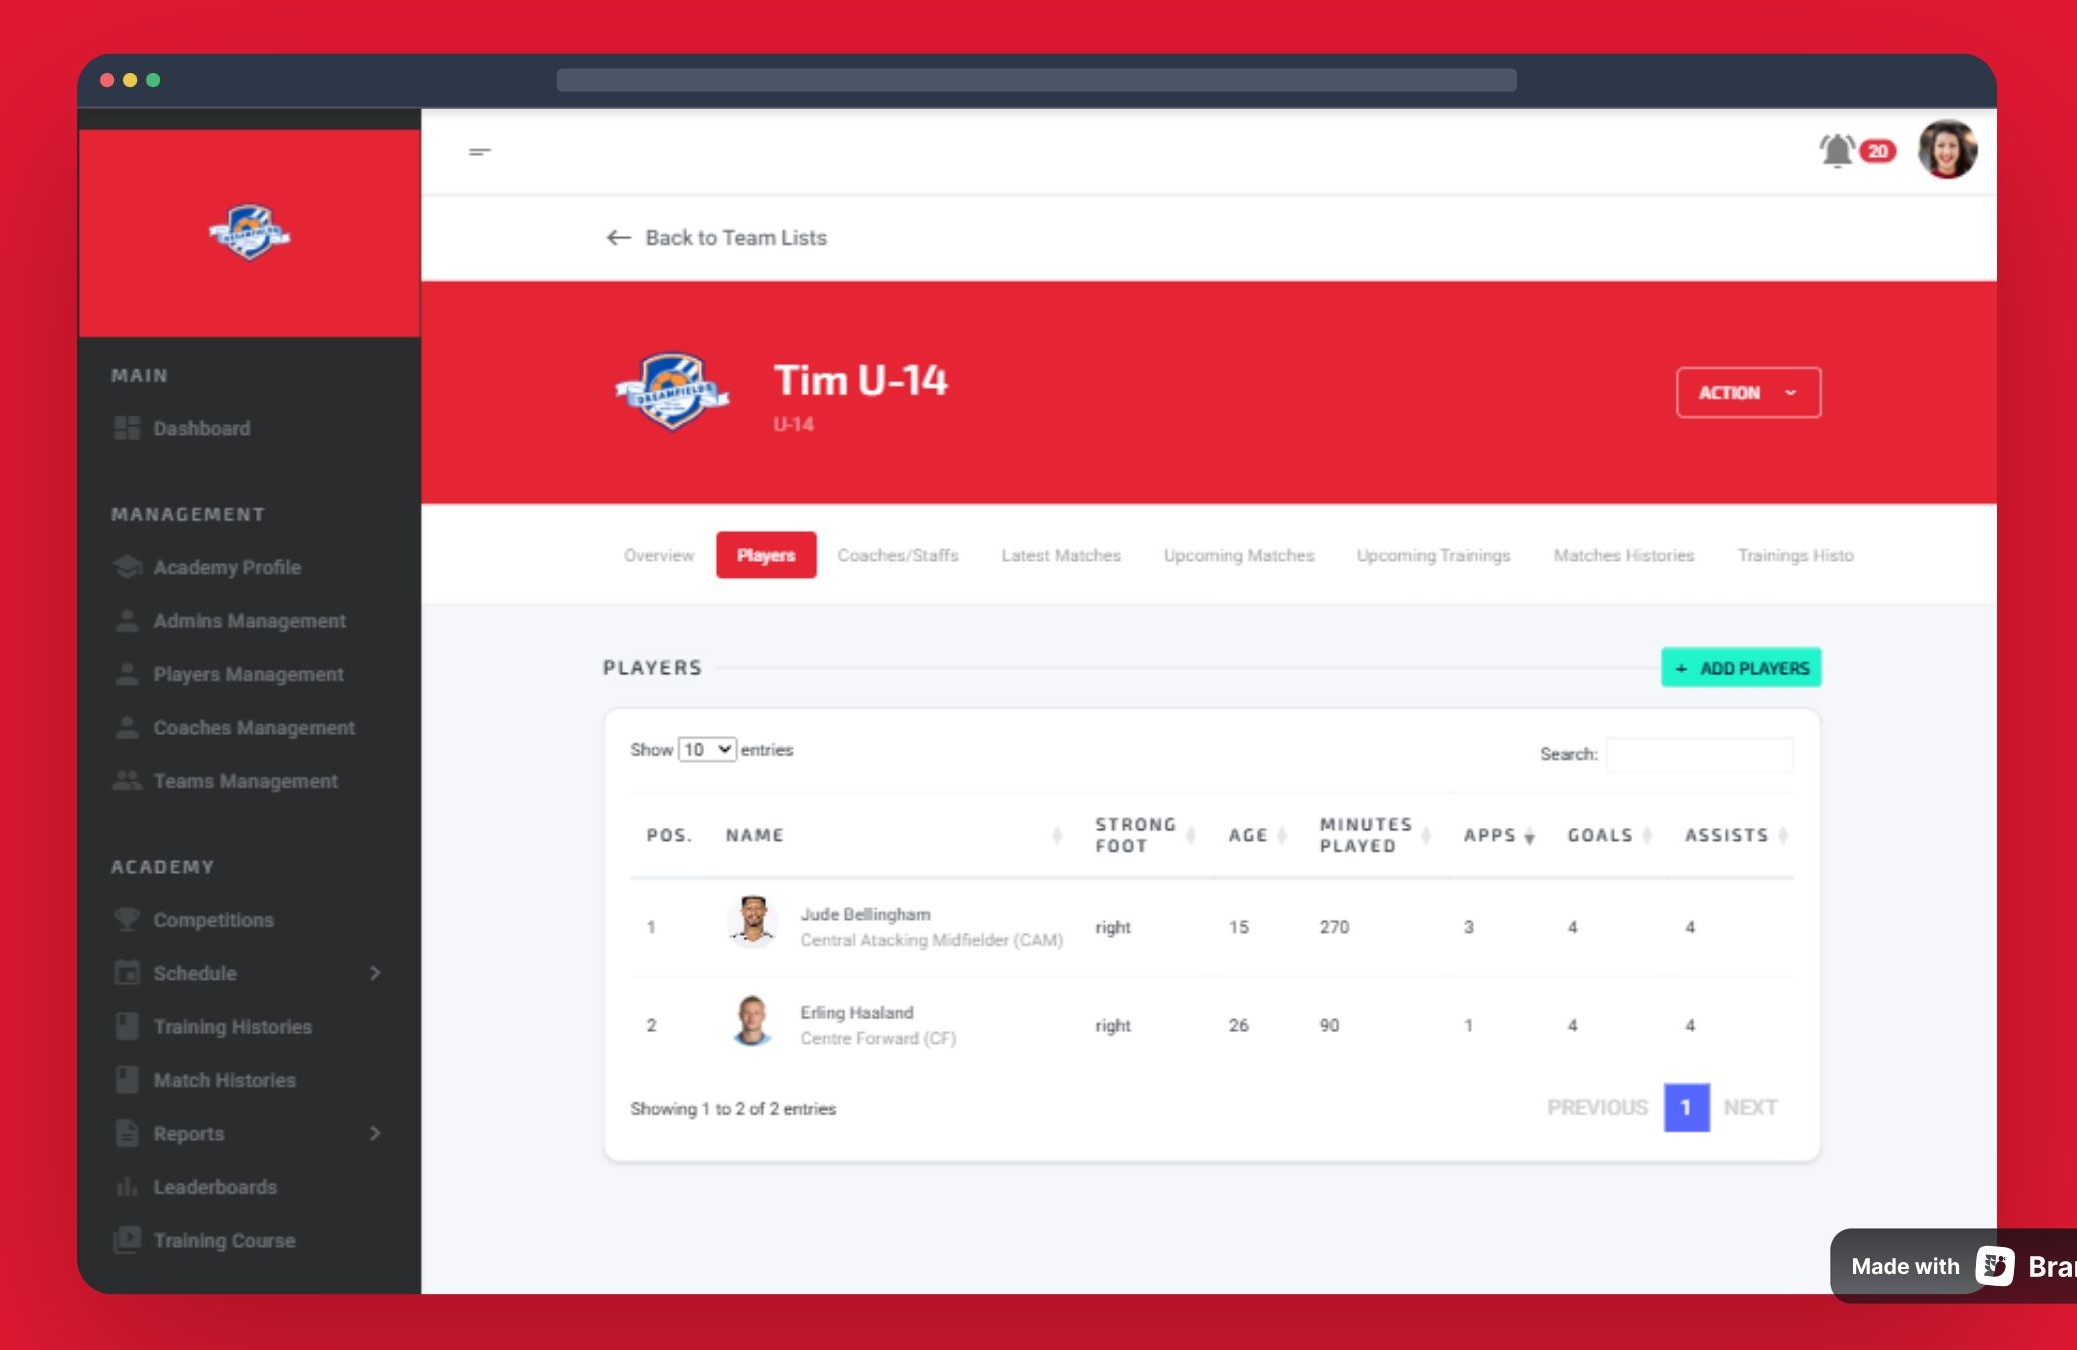 20
Back to Team Lists
DREAMFIELDS
Tim U-14
U-14
ACTION
MAIN
Dashboard
MANAGEMENT
Academy Profile
Admins Management
Players Management
Coaches Management
Teams Management
ACADEMY
Competitions
Schedule
Training Histories
Match Histories
Reports
Leaderboards
Training Course
Overview
Players
Coaches/Staffs
Latest Matches
Upcoming Matches
Upcoming Trainings
Matches Histories
Trainings Histo
PLAYERS
+ ADD PLAYERS
Show 10 entries
Search:
POS. NAME STRONG FOOT AGE MINUTES PLAYED APPS GOALS ASSISTS
1 Jude Bellingham right 15 270 3 4 4
Central Atacking Midfielder (CAM)
2 Erling Haaland right 26 90 1 4 4
Centre Forward (CF)
Showing 1 to 2 of 2 entries
PREVIOUS 1 NEXT
Made with Bra